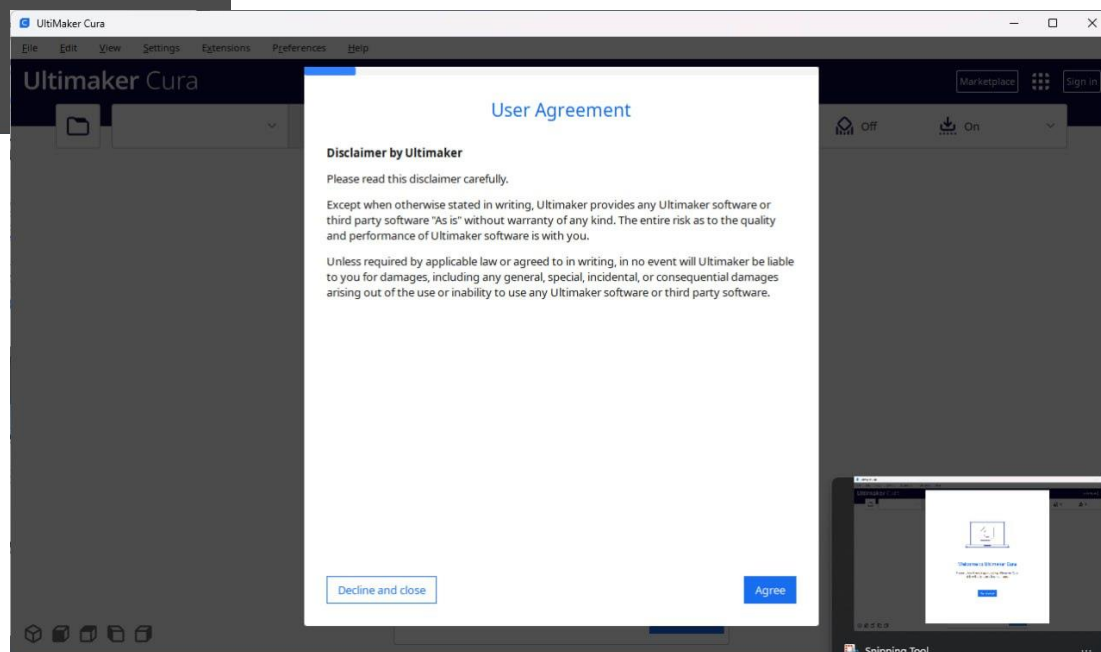 UltiMaker Cura
File Edit View Settings Extensions Preferences Help
Ultimaker Cura
Marketplace
Sign in
Off
On
User Agreement
Disclaimer by Ultimaker
Please read this disclaimer carefully.
Except when otherwise stated in writing, Ultimaker provides any Ultimaker software or
third party software "As is" without warranty of any kind. The entire risk as to the quality
and performance of Ultimaker software is with you.
Unless required by applicable law or agreed to in writing, in no event will Ultimaker be liable
to you for damages, including any general, special, incidental, or consequential damages
arising out of the use or inability to use any Ultimaker software or third party software.
Decline and close
Agree
Snipping Tool